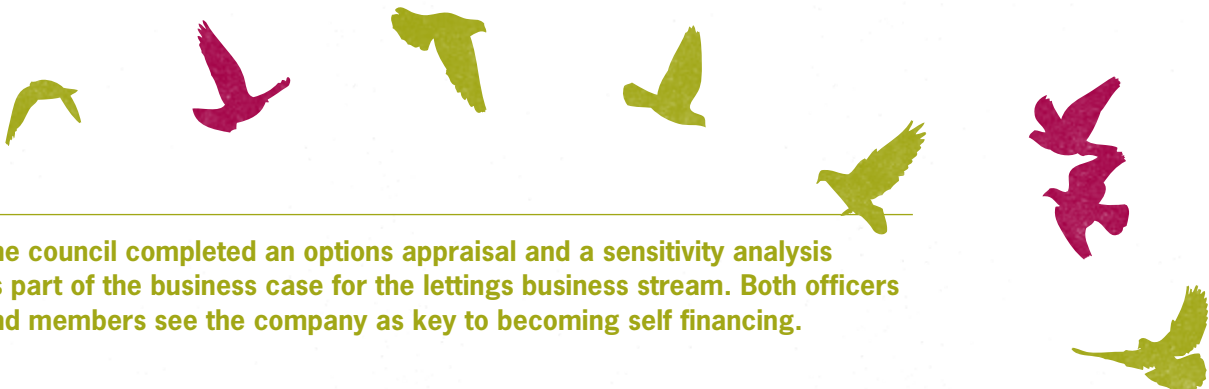 he council completed an options appraisal and a sensitivity analysis
s part of the business case for the lettings business stream. Both officers
nd members see the company as key to becoming self financing.